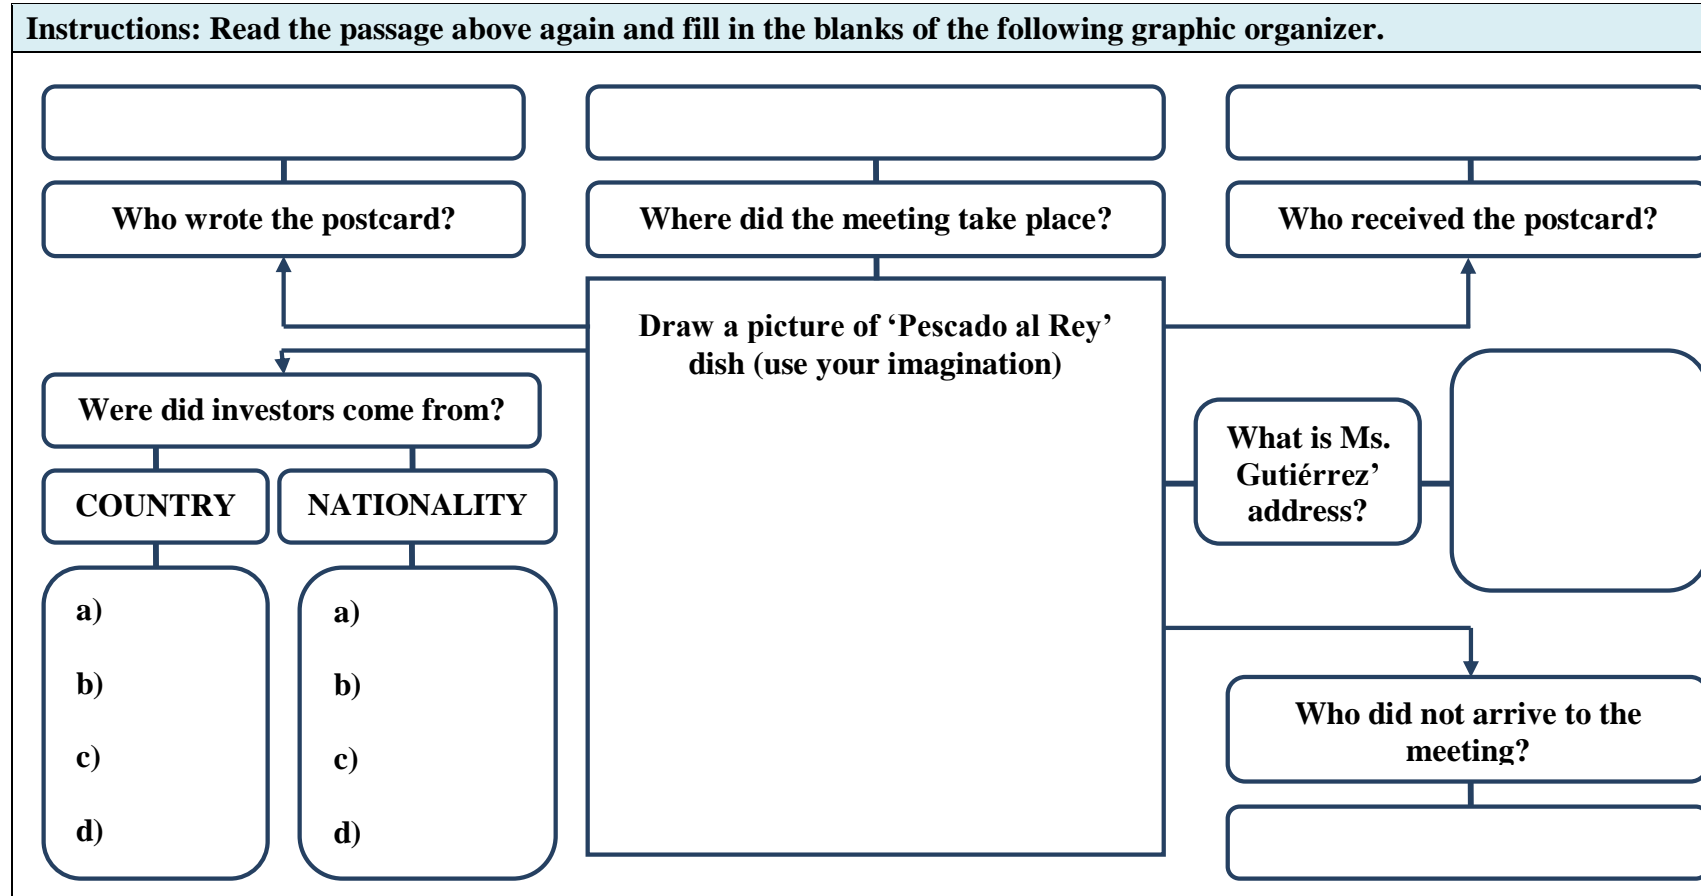 Instructions: Read the passage above again and fill in the blanks of the following graphic organizer.
Who wrote the postcard?
Where did the meeting take place?
Who received the postcard?
Draw a picture of ‘Pescado al Rey’
dish (use your imagination)
Were did investors come from?
COUNTRY
NATIONALITY
a)
b)
c)
d)
a)
b)
c)
d)
What is Ms.
Gutiérrez’
address?
Who did not arrive to the
meeting?